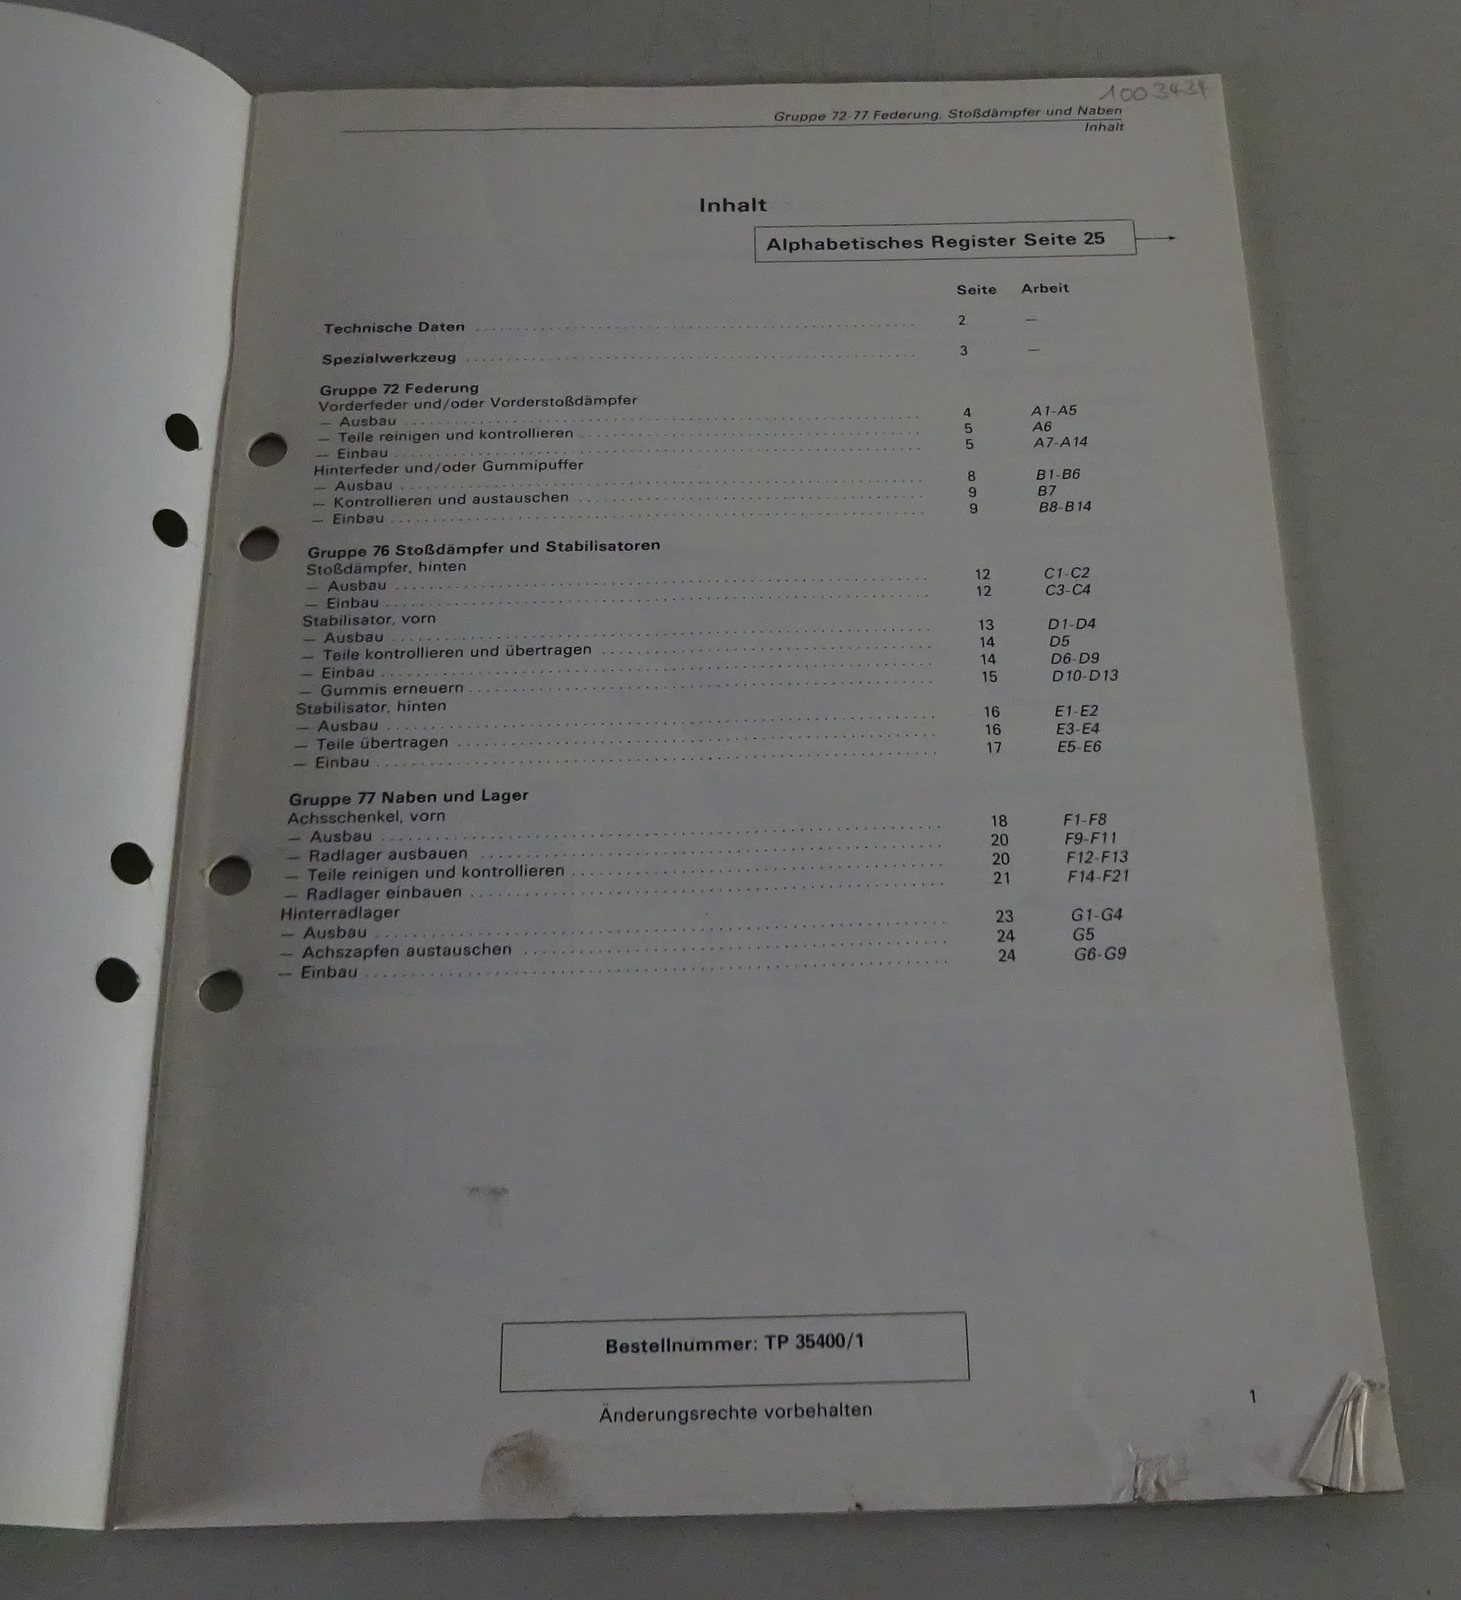 1003434
Gruppe 72-77 Federung, Stoßdämpfer und Naben
Inhalt
Inhalt
Alphabetisches Register Seite 25
Seite Arbeit
Technische Daten 2 —
Spezialwerkzeug 3 —
Gruppe 72 Federung
Vorderfeder und/oder Vorderstoßdämpfer
— Ausbau 4 A1-A5
— Teile reinigen und kontrollieren 5 A6
— Einbau 5 A7-A14
Hinterfeder und/oder Gummipuffer
— Ausbau 8 B1-B6
— Kontrollieren und austauschen 9 B7
— Einbau 9 B8-B14
Gruppe 76 Stoßdämpfer und Stabilisatoren
Stoßdämpfer, hinten
— Ausbau 12 C1-C2
— Einbau 12 C3-C4
Stabilisator, vorn
— Ausbau 13 D1-D4
— Teile kontrollieren und übertragen 14 D5
— Einbau 14 D6-D9
— Gummis erneuern 15 D10-D13
Stabilisator, hinten
— Ausbau 16 E1-E2
— Teile übertragen 16 E3-E4
— Einbau 17 E5-E6
Gruppe 77 Naben und Lager
Achsschenkel, vorn
— Ausbau 18 F1-F8
— Radlager ausbauen 20 F9-F11
— Teile reinigen und kontrollieren 20 F12-F13
— Radlager einbauen 21 F14-F21
Hinterradlager
— Ausbau 23 G1-G4
— Achszapfen austauschen 24 G5
— Einbau 24 G6-G9
Bestellnummer: TP 35400/1
Änderungsrechte vorbehalten
1